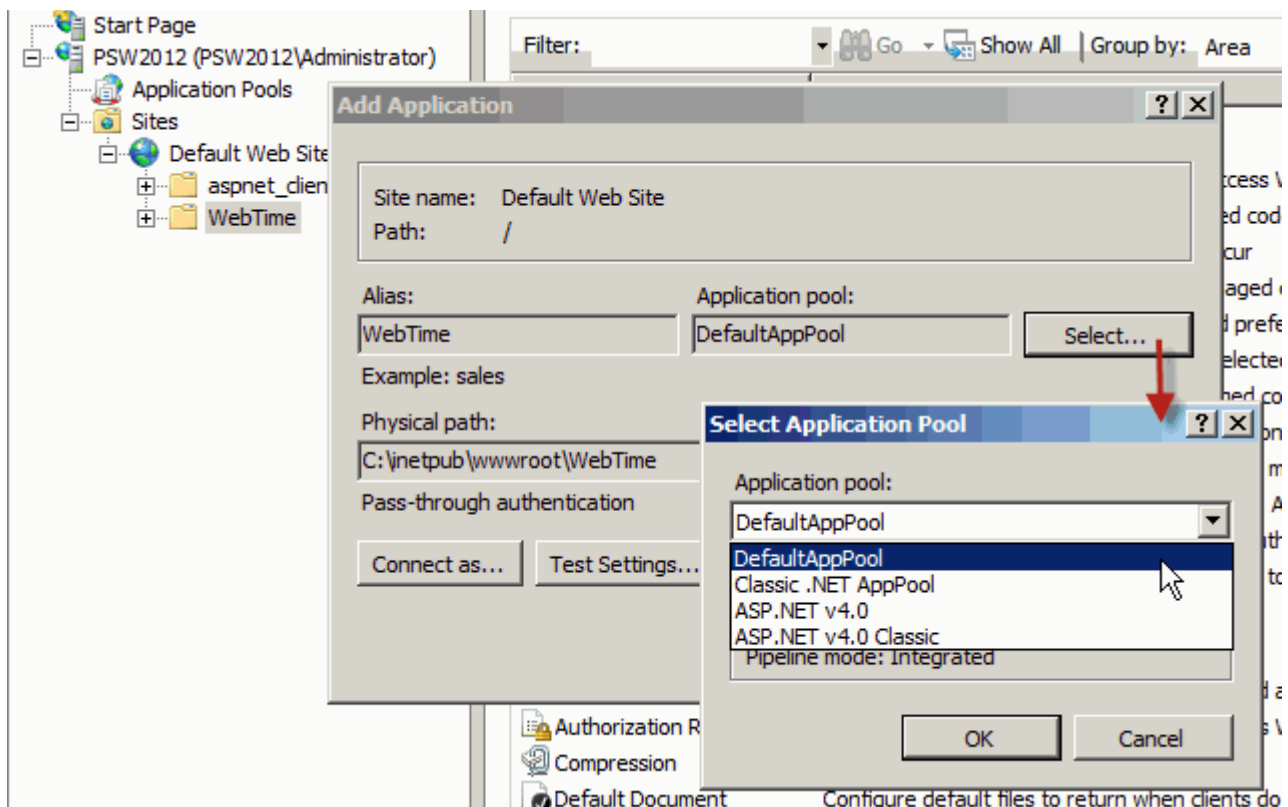 Start Page
PSW2012 (PSW2012\Administrator)
Application Pools
Sites
Default Web Site
WebTime
Filter:
Go
Show All
Group by:
Area
Add Application
Site name: Default Web Site
Path: /
Alias:
Application pool:
WebTime
DefaultAppPool
Select...
Example: sales
Physical path:
C:\inetpub\wwwroot\WebTime
Pass-through authentication
Connect as...
Test Settings...
Select Application Pool
Application pool:
DefaultAppPool
DefaultAppPool
Classic .NET AppPool
ASP.NET v4.0
ASP.NET v4.0 Classic
Pipeline mode: Integrated
OK
Cancel
Authorization
Compression
Default Document
Configure default files to return when clients do